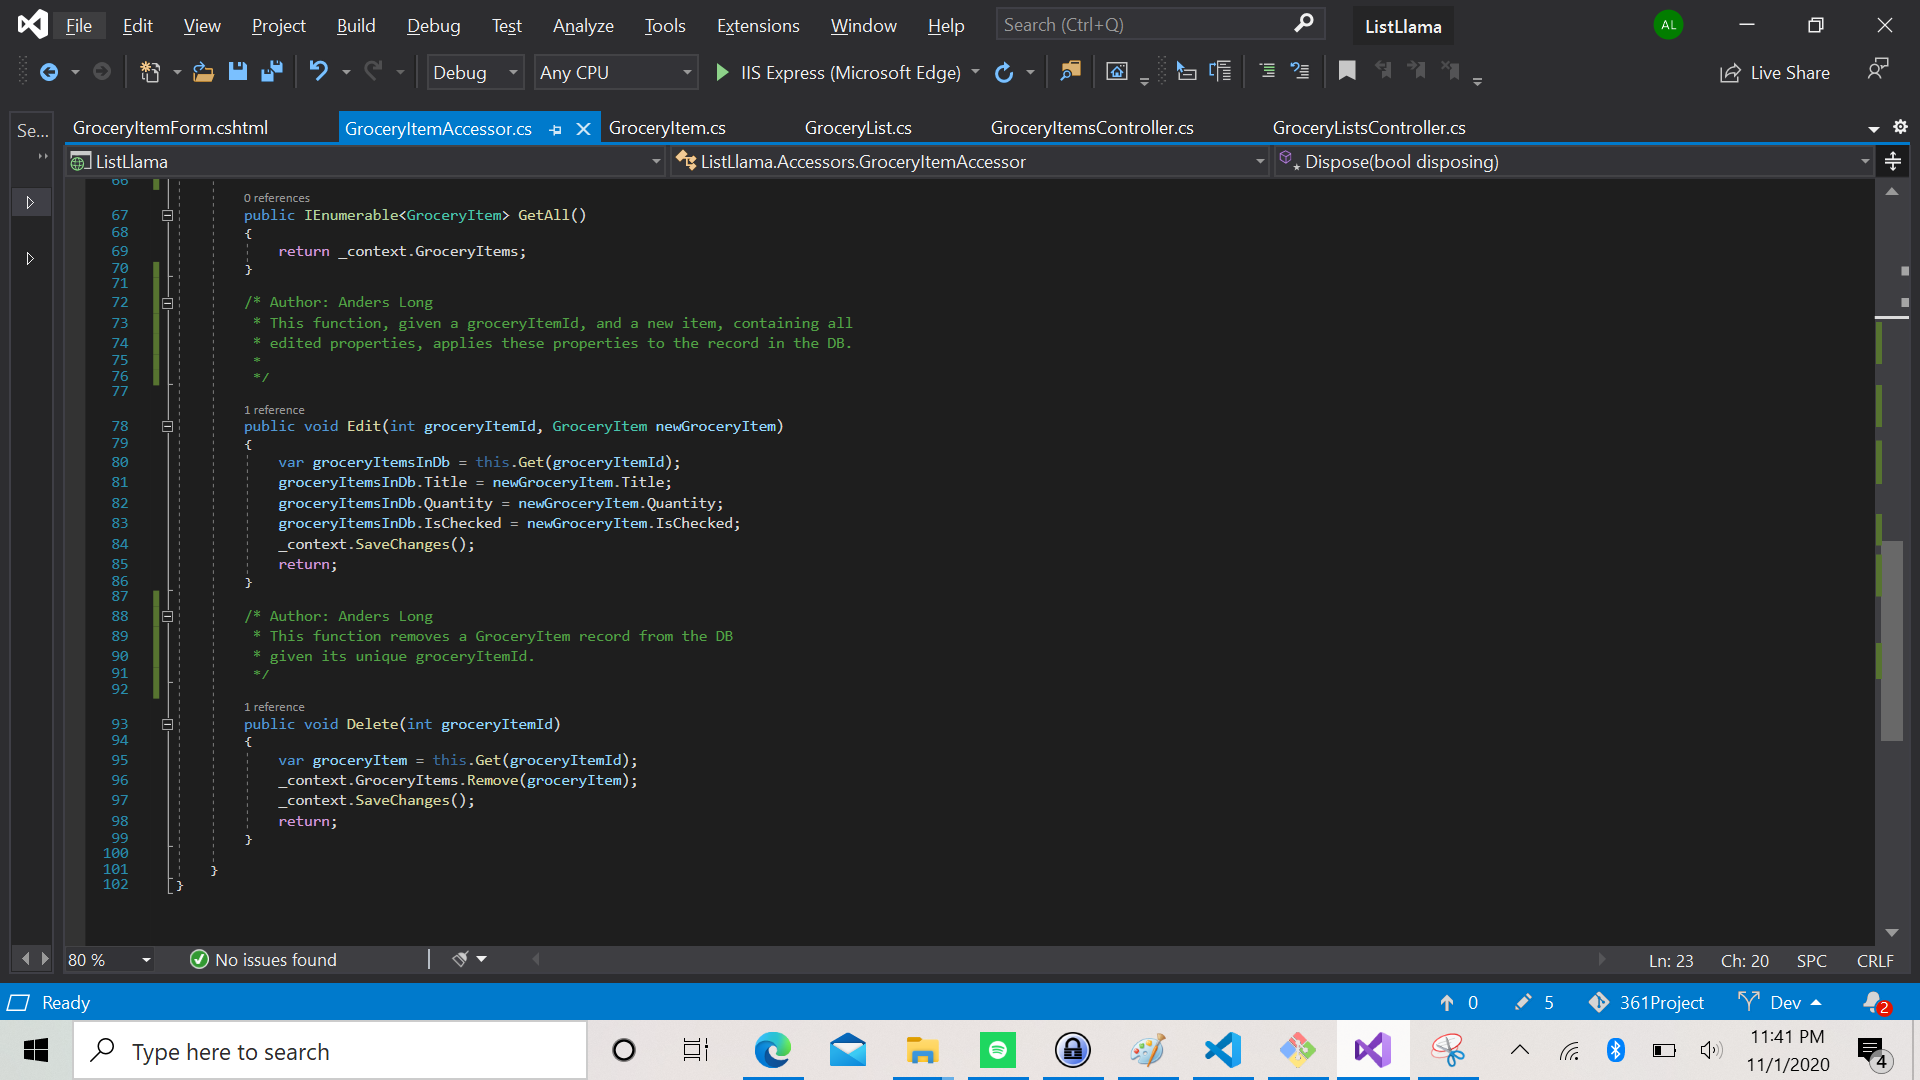 File Edit View Project Build Debug Test Analyze Tools Extensions Window Help Search (Ctrl+Q) ListLlama AL
Debug Any CPU IIS Express (Microsoft Edge) Live Share
Se... GroceryItemForm.cshtml GroceryItemAccessor.cs GroceryItem.cs GroceryList.cs GroceryItemsController.cs GroceryListsController.cs
ListLlama ListLlama.Accessors.GroceryItemAccessor Dispose(bool disposing)
66
0 references
67 public IEnumerable<GroceryItem> GetAll()
68 {
69 return _context.GroceryItems;
70 }
71
72 /* Author: Anders Long
73 * This function, given a groceryItemId, and a new item, containing all
74 * edited properties, applies these properties to the record in the DB.
75 *
76 */
77
1 reference
78 public void Edit(int groceryItemId, GroceryItem newGroceryItem)
79 {
80 var groceryItemsInDb = this.Get(groceryItemId);
81 groceryItemsInDb.Title = newGroceryItem.Title;
82 groceryItemsInDb.Quantity = newGroceryItem.Quantity;
83 groceryItemsInDb.IsChecked = newGroceryItem.IsChecked;
84 _context.SaveChanges();
85 return;
86 }
87
88 /* Author: Anders Long
89 * This function removes a GroceryItem record from the DB
90 * given its unique groceryItemId.
91 */
92
1 reference
93 public void Delete(int groceryItemId)
94 {
95 var groceryItem = this.Get(groceryItemId);
96 _context.GroceryItems.Remove(groceryItem);
97 _context.SaveChanges();
98 return;
99 }
100
101 }
102 }
80 % No issues found Ln: 23 Ch: 20 SPC CRLF
Ready 0 5 361Project Dev 2
Type here to search 11:41 PM
11/1/2020 4